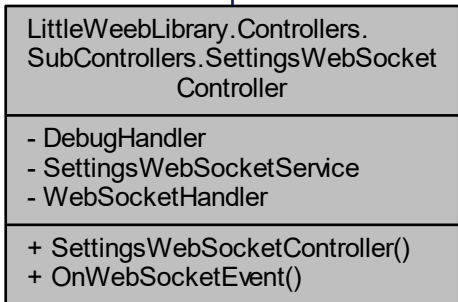 LittleWeebLibrary.Controllers.
SubControllers.SettingsWebSocket
Controller
- DebugHandler
- SettingsWebSocketService
- WebSocketHandler
+ SettingsWebSocketController()
+ OnWebSocketEvent()